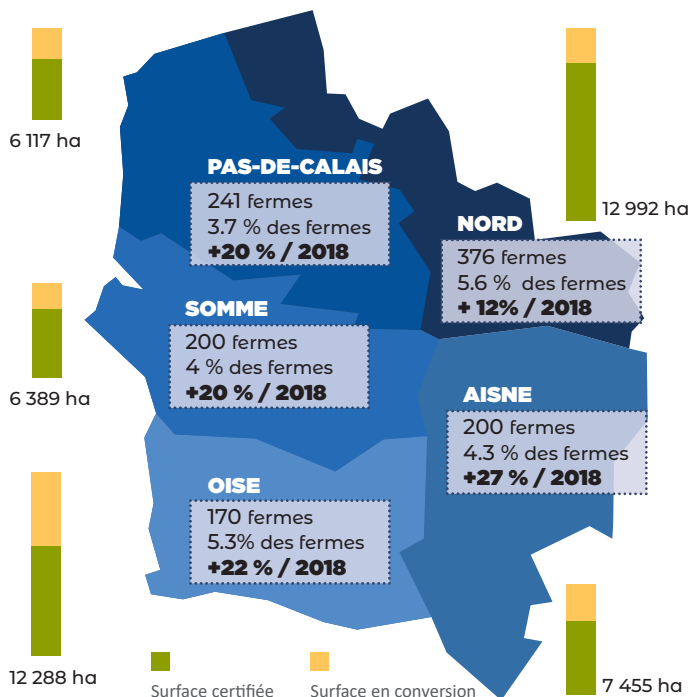 6 117 ha
PAS-DE-CALAIS
241 fermes
3.7 % des fermes
+20 % / 2018
12 992 ha
NORD
376 fermes
5.6 % des fermes
+ 12% / 2018
SOMME
200 fermes
4 % des fermes
+20 % / 2018
6 389 ha
AISNE
200 fermes
4.3 % des fermes
+27 % / 2018
OISE
170 fermes
5.3% des fermes
+22 % / 2018
12 288 ha
Surface certifiée
Surface en conversion
7 455 ha